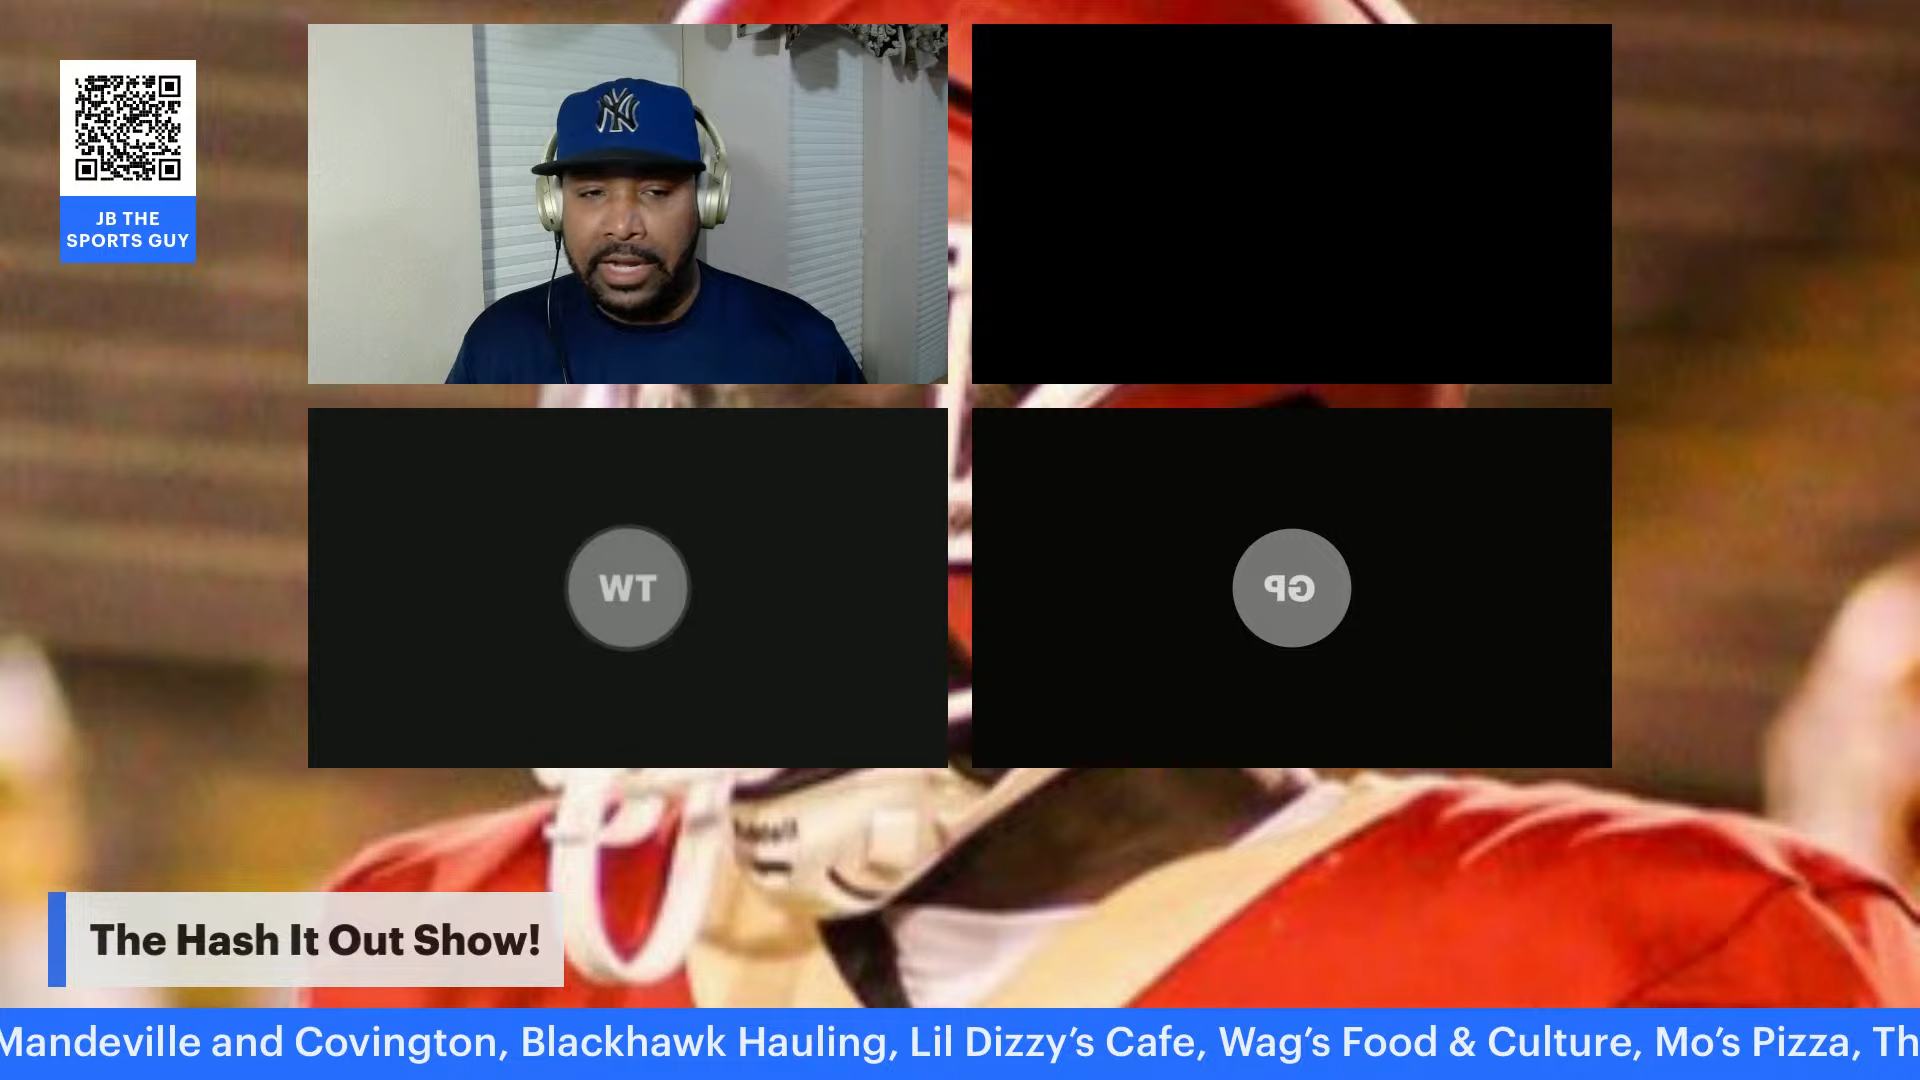 NY
JB THE
SPORTS GUY
WT
GP
The Hash It Out Show!
Mandeville and Covington, Blackhawk Hauling, Lil Dizzy’s Cafe, Wag’s Food & Culture, Mo’s Pizza, Th